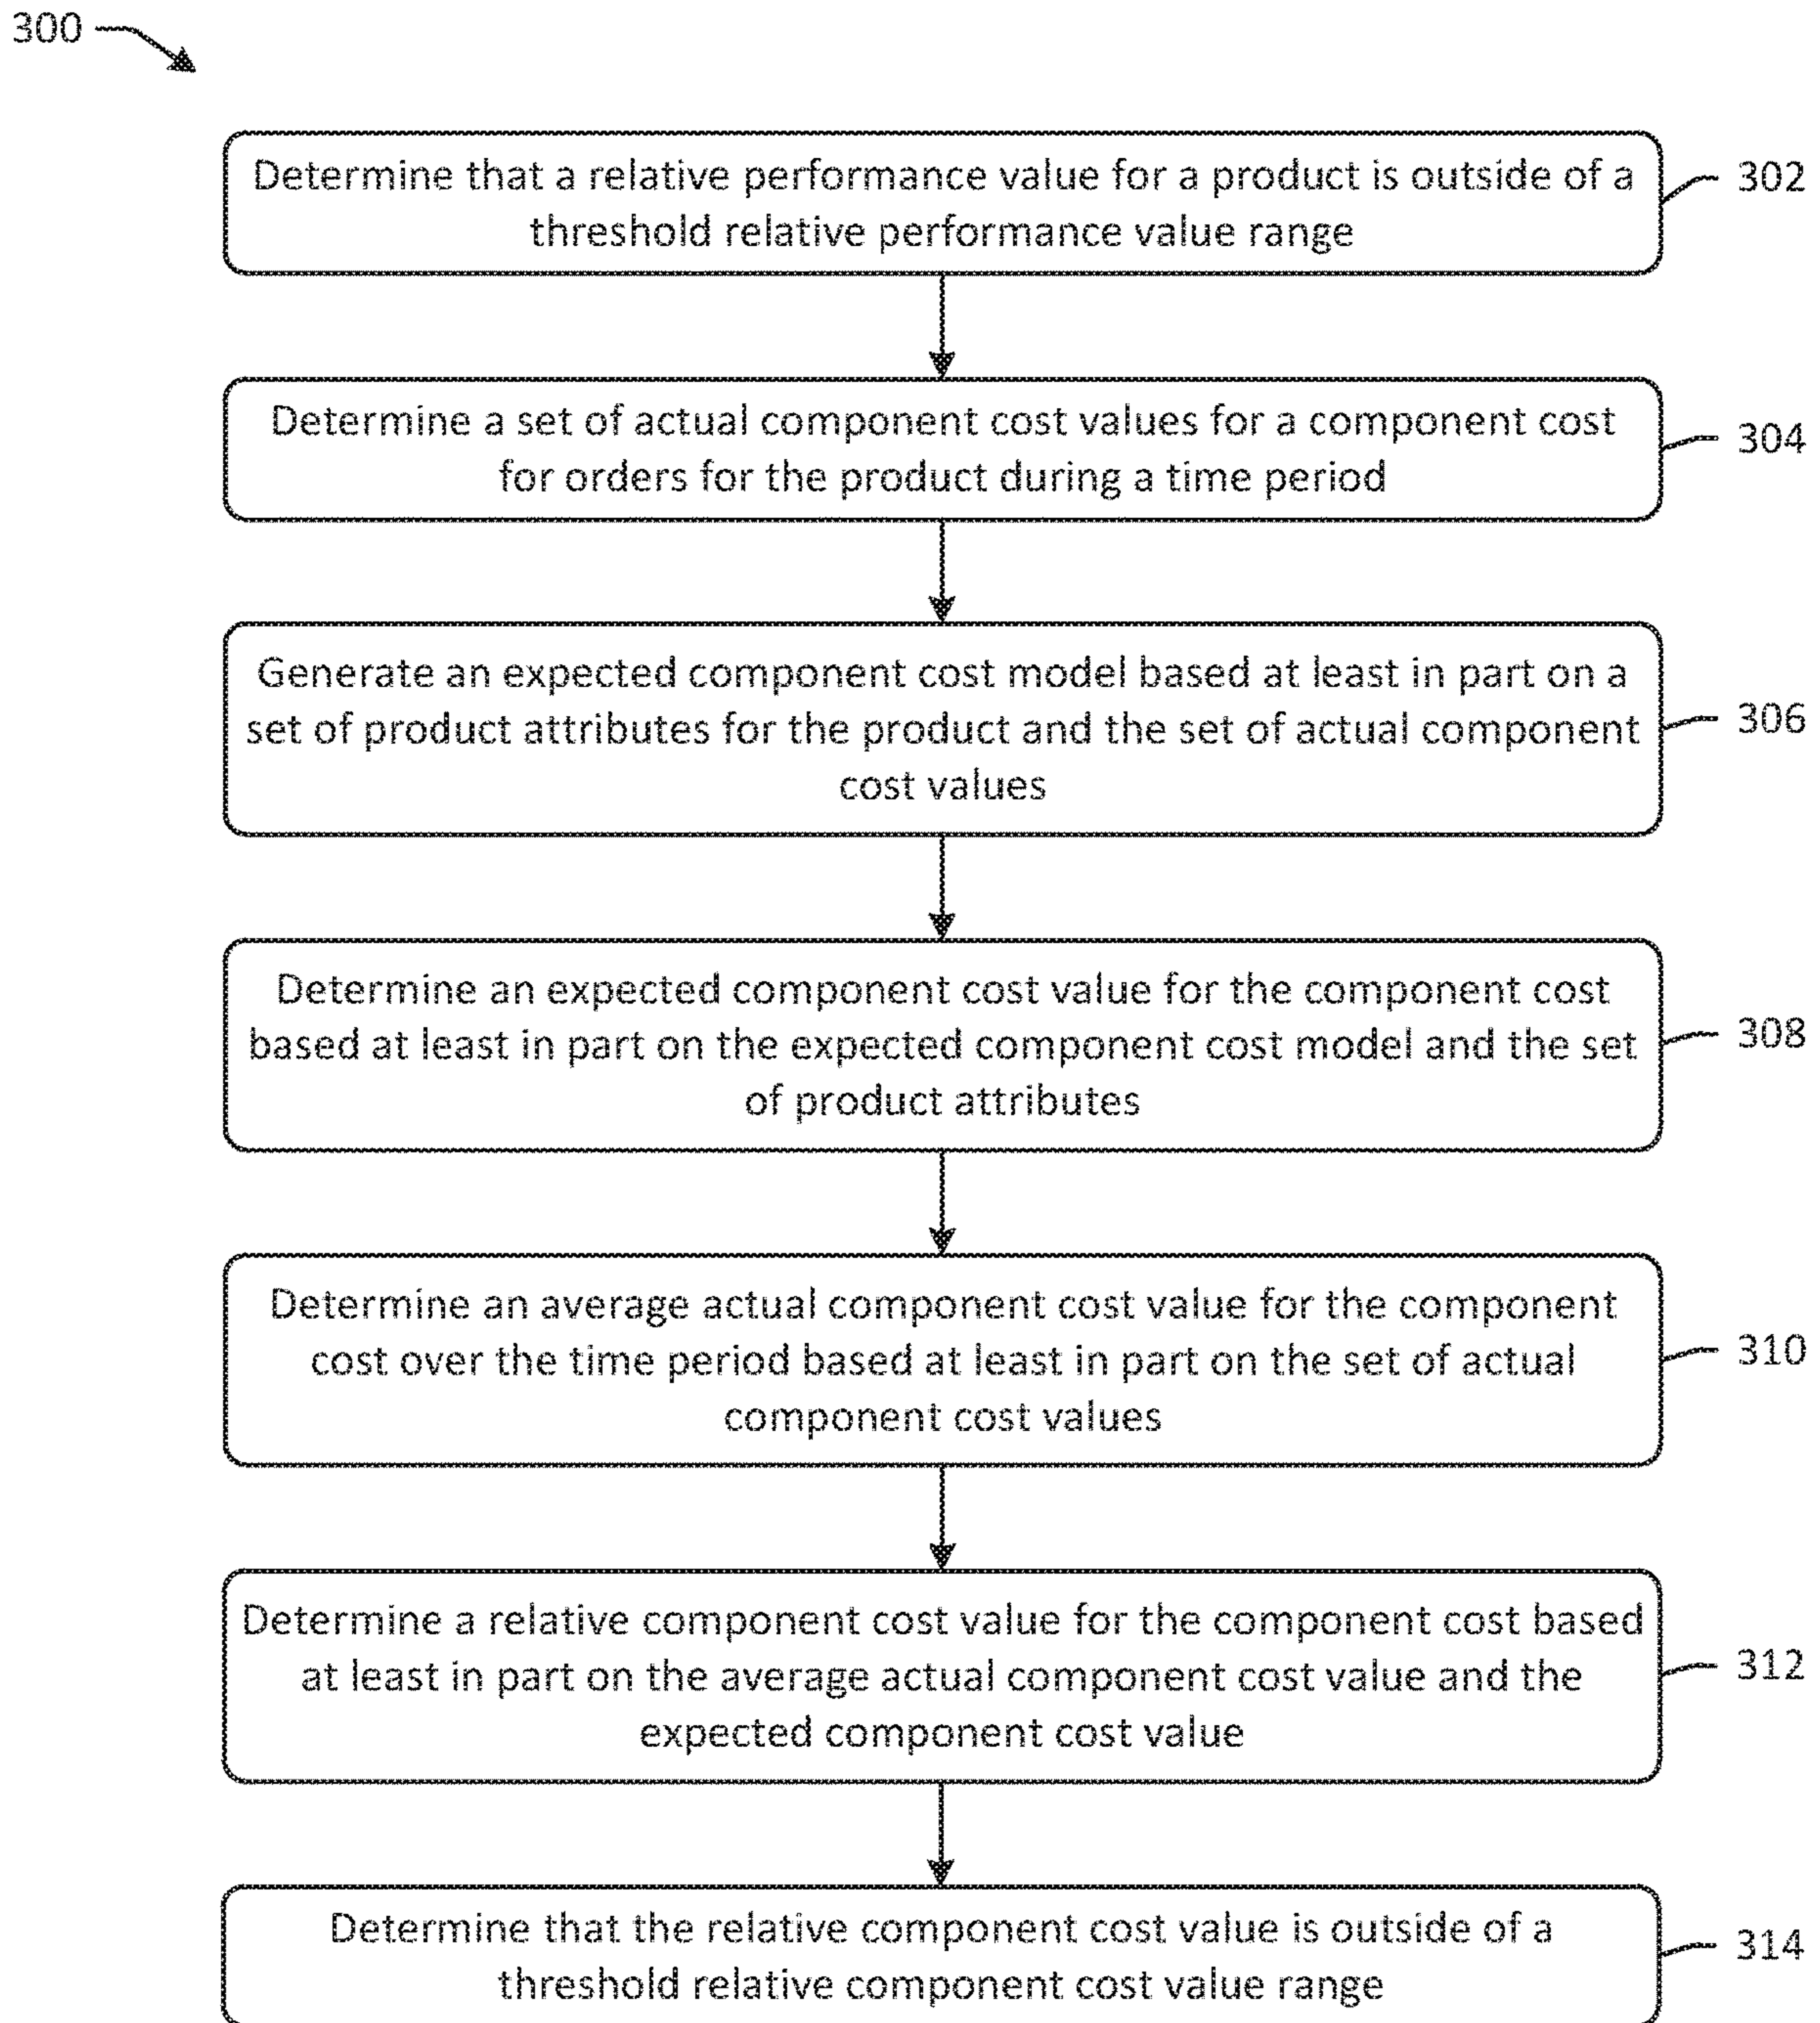 300
Determine that a relative performance value for a product is outside of a
threshold relative performance value range
302
Determine a set of actual component cost values for a component cost
for orders for the product during a time period
304
Generate an expected component cost model based at least in part on a
set of product attributes for the product and the set of actual component
cost values
306
Determine an expected component cost value for the component cost
based at least in part on the expected component cost model and the set
of product attributes
308
Determine an average actual component cost value for the component
cost over the time period based at least in part on the set of actual
component cost values
310
Determine a relative component cost value for the component cost based
at least in part on the average actual component cost value and the
expected component cost value
312
Determine that the relative component cost value is outside of a
threshold relative component cost value range
314